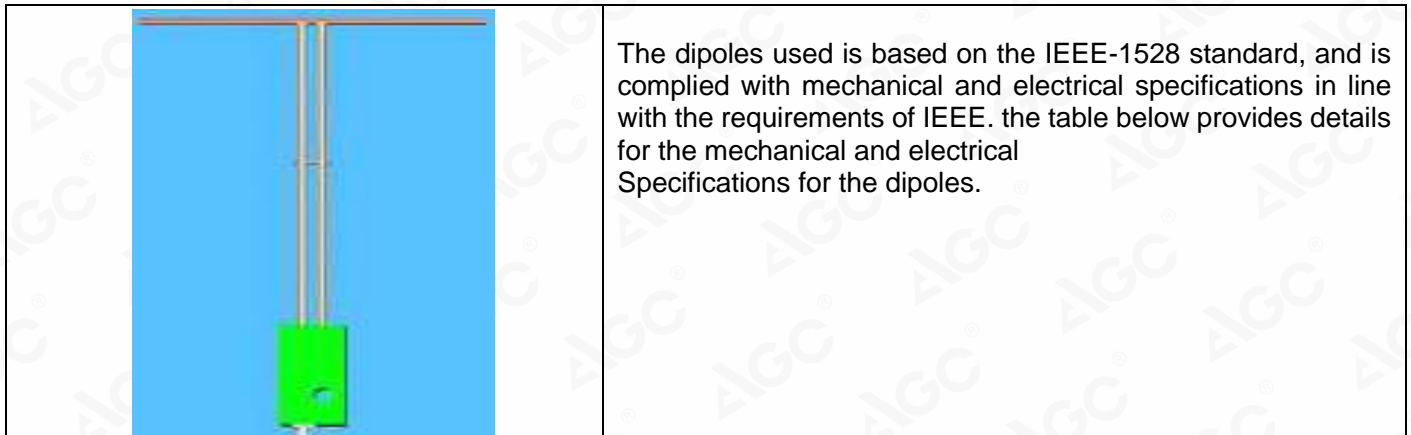 The dipoles used is based on the IEEE-1528 standard, and is
complied with mechanical and electrical specifications in line
with the requirements of IEEE. the table below provides details
for the mechanical and electrical
Specifications for the dipoles.